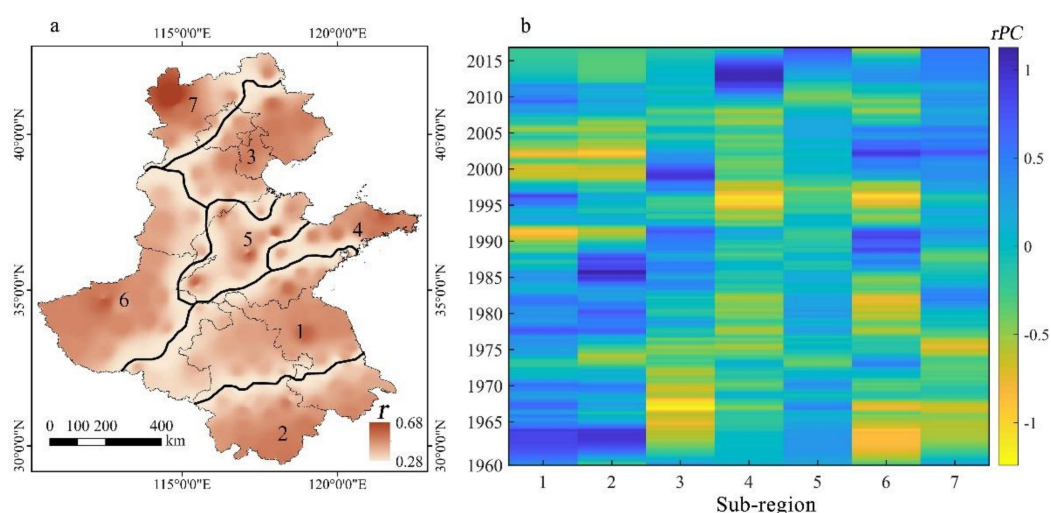 a
115°0'0"E
120°0'0"E
40°0'0"N
35°0'0"N
30°0'0"N
40°0'0"N
35°0'0"N
30°0'0"N
7
3
4
5
6
1
2
0 100 200 400
km
r
0.68
0.28
115°0'0"E
120°0'0"E
b
rPC
2015
2010
2005
2000
1995
1990
1985
1980
1975
1970
1965
1960
1 2 3 4 5 6 7
Sub-region
1
0.5
0
-0.5
-1